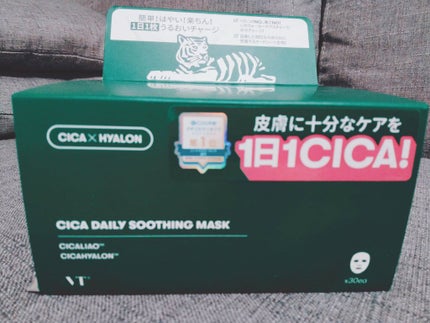 簡単！はやい！楽ちん！
1日1枚うるおいチャージ
CICA×HYALON
皮膚に十分なケアを
1日1CICA!
CICA DAILY SOOTHING MASK
CICALIAO™
CICAHYALON™
VT
30ea